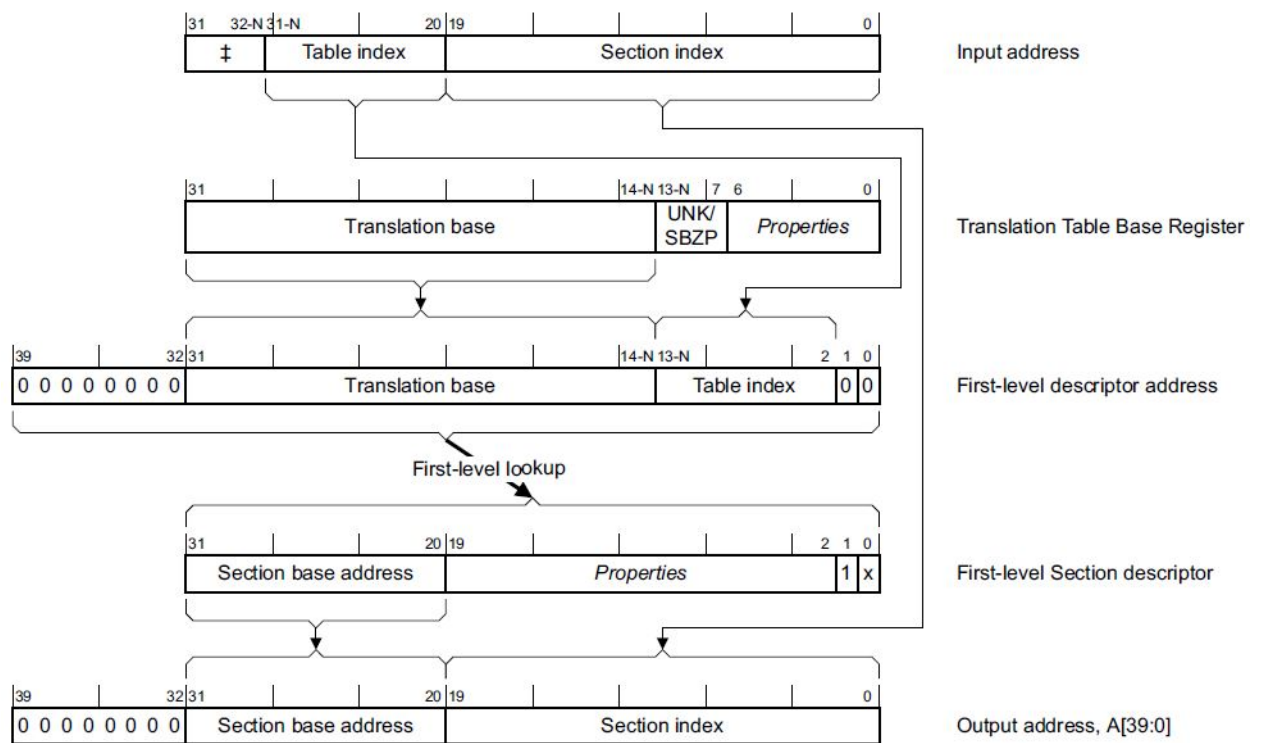 31 32-N 31-N 20 19 0
‡ Table index Section index Input address
31 14-N 13-N 7 6 0
Translation base UNK/ SBZP Properties Translation Table Base Register
39 32 31 14-N 13-N 2 1 0
0 0 0 0 0 0 0 0 Translation base Table index 0 0 First-level descriptor address
First-level lookup
31 20 19 2 1 0
Section base address Properties 1 x First-level Section descriptor
39 32 31 20 19 0
0 0 0 0 0 0 0 0 Section base address Section index Output address, A[39:0]